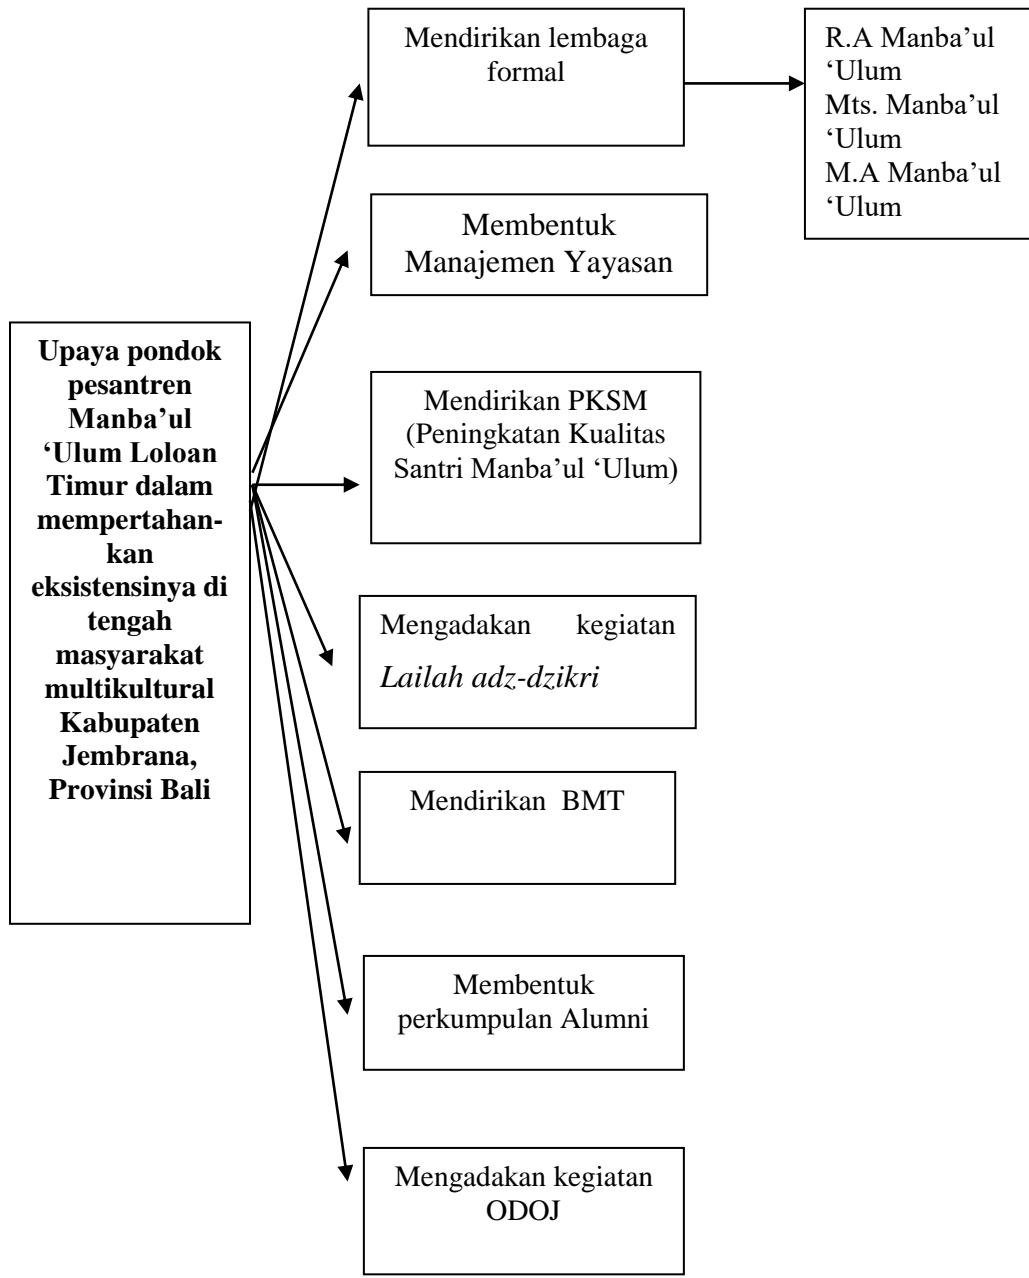 Mendirikan lembaga
formal
R.A Manba’ul
‘Ulum
Mts. Manba’ul
‘Ulum
M.A Manba’ul
‘Ulum
Membentuk
Manajemen Yayasan
Upaya pondok
pesantren
Manba’ul
‘Ulum Loloan
Timur dalam
mempertahan-
kan
eksistensinya di
tengah
masyarakat
multikultural
Kabupaten
Jembrana,
Provinsi Bali
Mendirikan PKSM
(Peningkatan Kualitas
Santri Manba’ul ‘Ulum)
Mengadakan kegiatan
Lailah adz-dzikri
Mendirikan BMT
Membentuk
perkumpulan Alumni
Mengadakan kegiatan
ODOJ